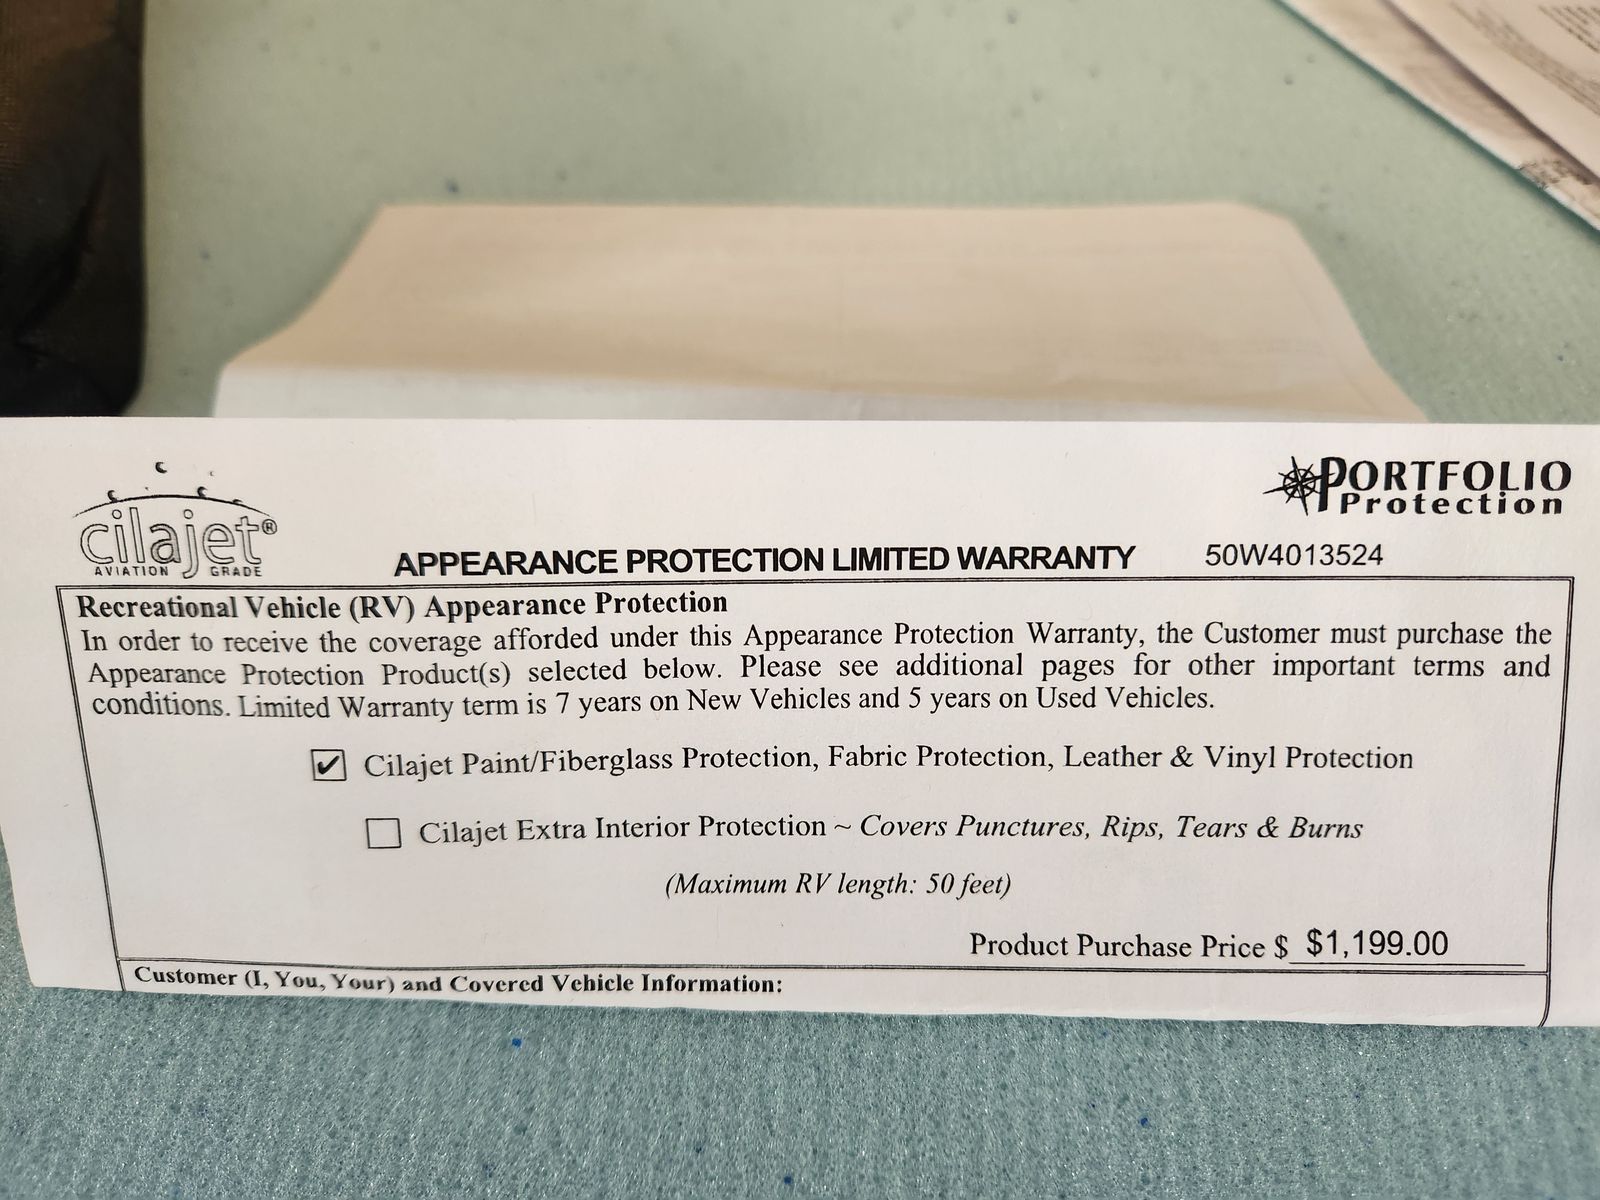 cilajet®
AVIATION GRADE
PORTFOLIO
Protection
APPEARANCE PROTECTION LIMITED WARRANTY 50W4013524
Recreational Vehicle (RV) Appearance Protection
In order to receive the coverage afforded under this Appearance Protection Warranty, the Customer must purchase the
Appearance Protection Product(s) selected below. Please see additional pages for other important terms and
conditions. Limited Warranty term is 7 years on New Vehicles and 5 years on Used Vehicles.
Cilajet Paint/Fiberglass Protection, Fabric Protection, Leather & Vinyl Protection
Cilajet Extra Interior Protection ~ Covers Punctures, Rips, Tears & Burns
(Maximum RV length: 50 feet)
Product Purchase Price $ $1,199.00
Customer (I, You, Your) and Covered Vehicle Information: